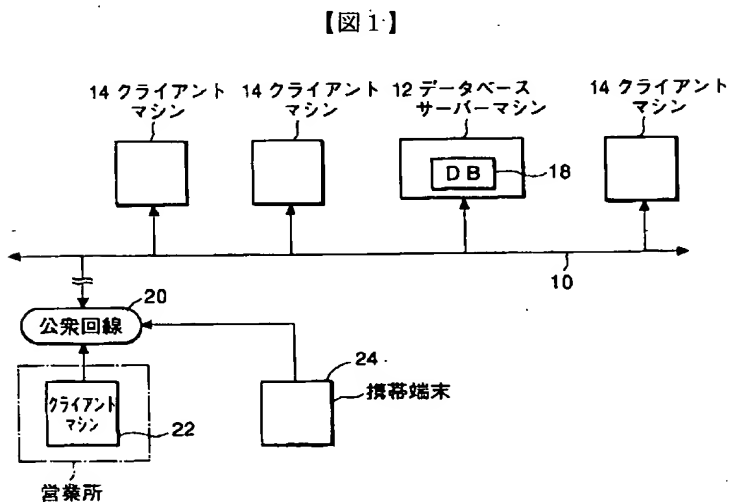 【図1】
14 クライアント
マシン
14 クライアント
マシン
12 データベース
サーバーマシン
14 クライアント
マシン
DB
18
10
20
公衆回線
24
携帯端末
クライアント
マシン
22
営業所